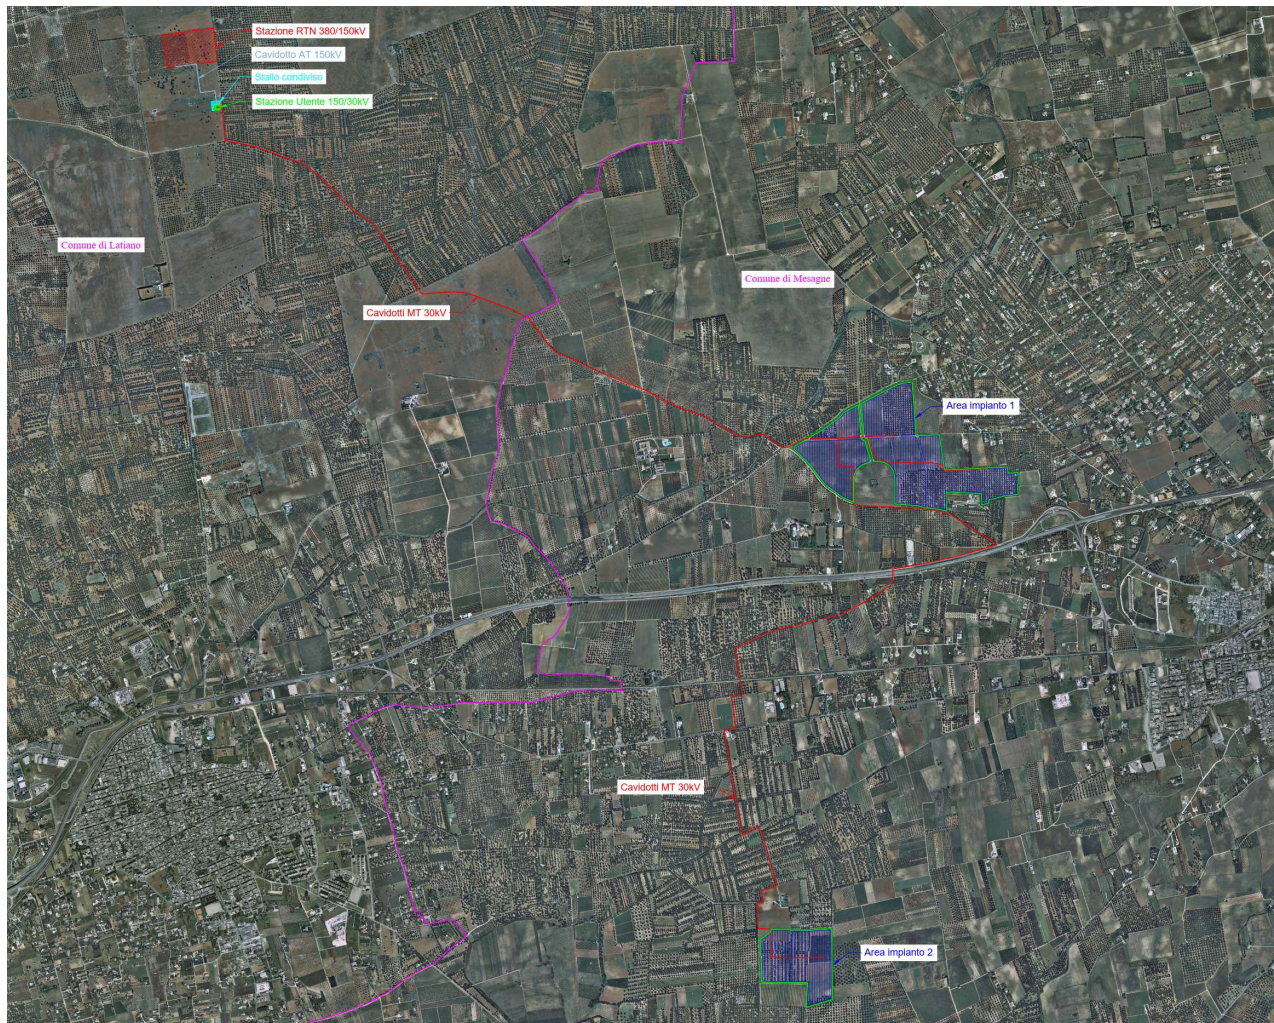 Stazione RTN 380/150kV
Cavidotto AT 150kV
Stallo condiviso
Stazione Utente 150/30kV
Comune di Latiano
Comune di Mesagne
Cavidotti MT 30kV
Area impianto 1
Cavidotti MT 30kV
Area impianto 2